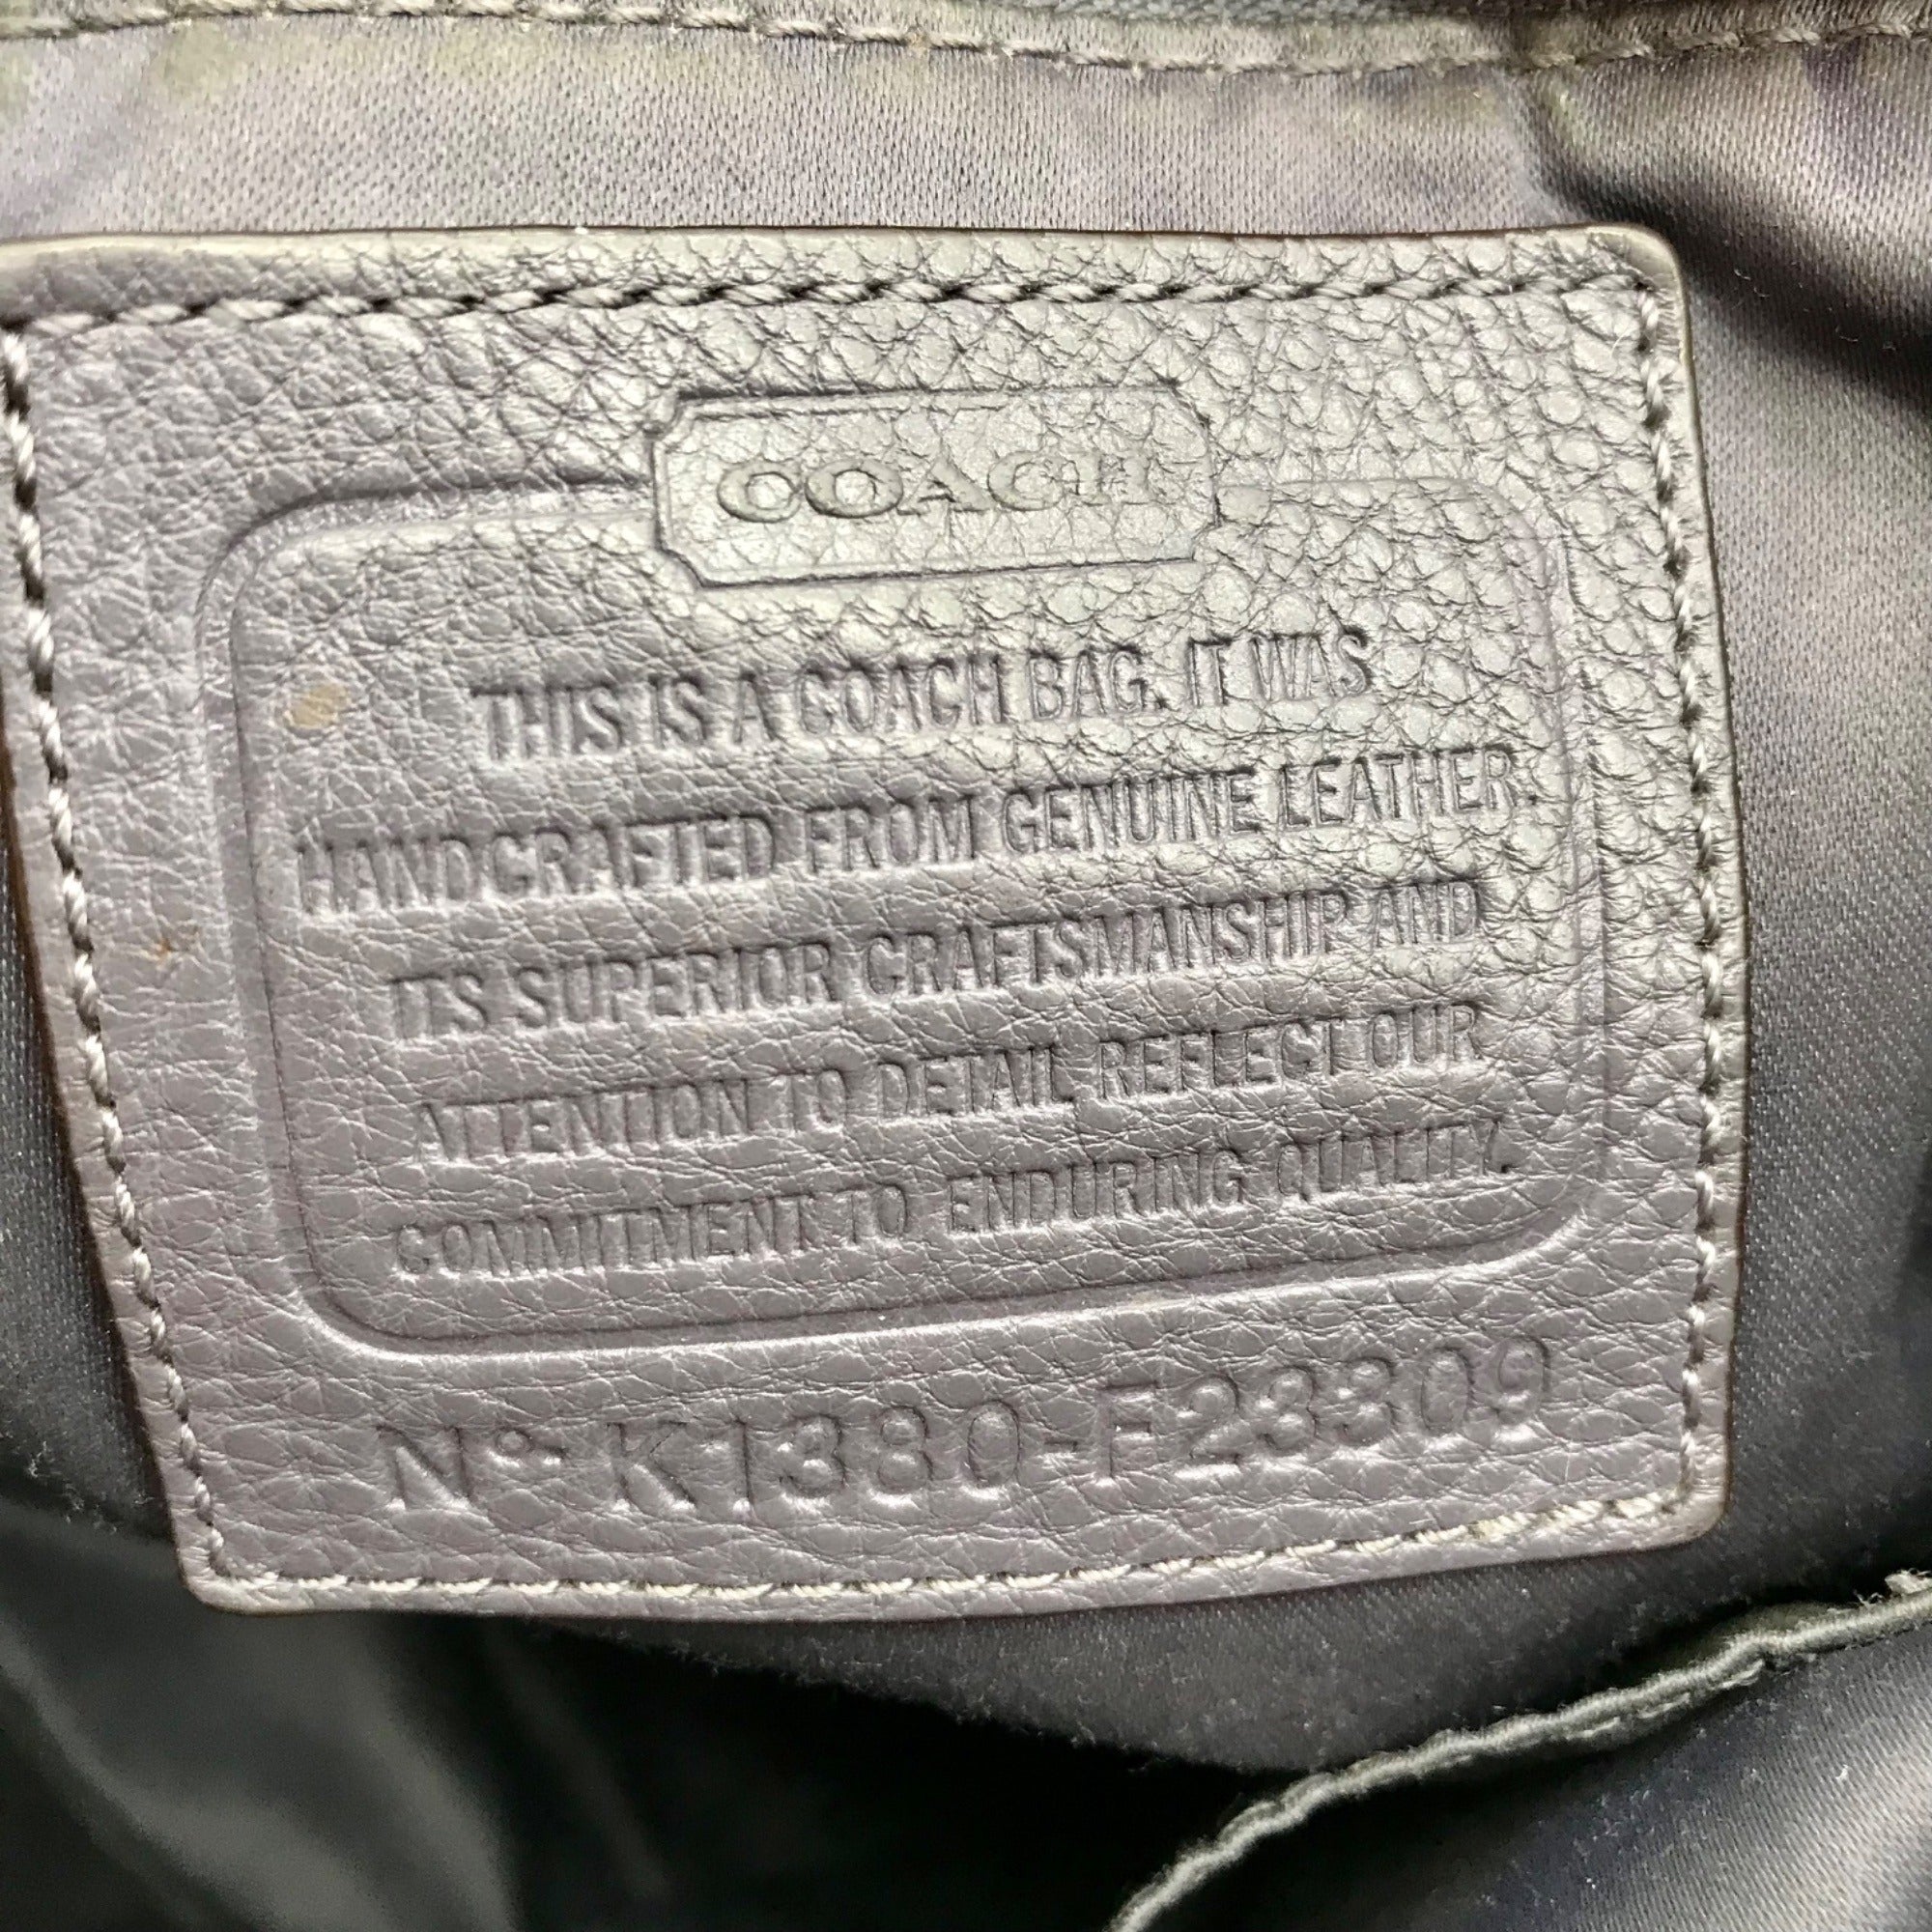 COACH
THIS IS A COACH BAG. IT WAS
HANDCRAFTED FROM GENUINE LEATHER.
ITS SUPERIOR CRAFTSMANSHIP AND
ATTENTION TO DETAIL REFLECT OUR
COMMITMENT TO ENDURING QUALITY.
Nº K1380-F23309